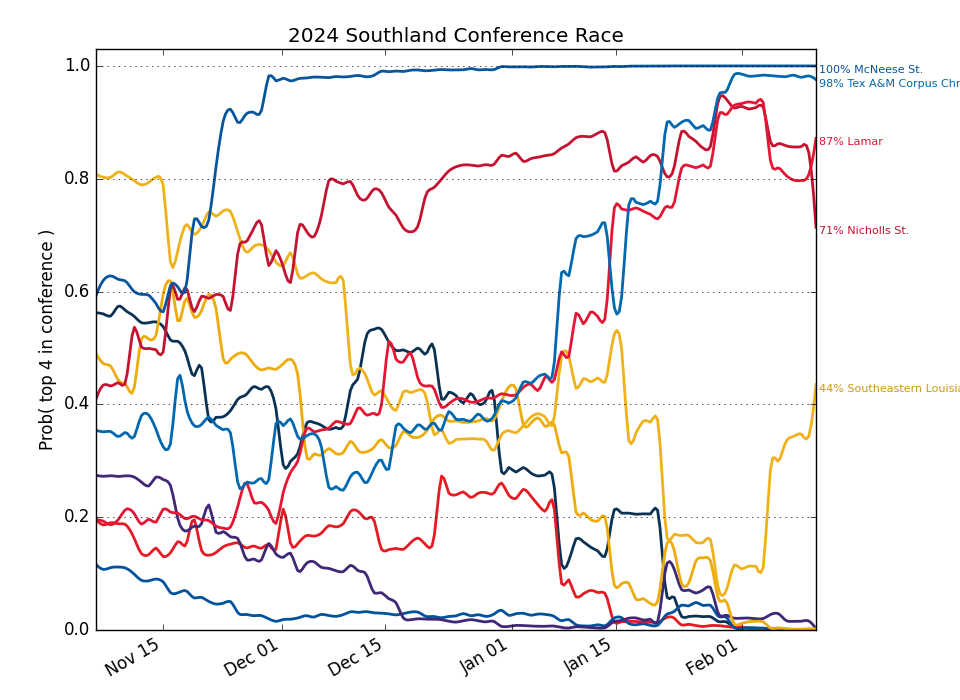 2024 Southland Conference Race
Prob( top 4 in conference )
1.0
0.8
0.6
0.4
0.2
0.0
Nov 15
Dec 01
Dec 15
Jan 01
Jan 15
Feb 01
100% McNeese St.
98% Tex A&M Corpus Chr
87% Lamar
71% Nicholls St.
44% Southeastern Louisia